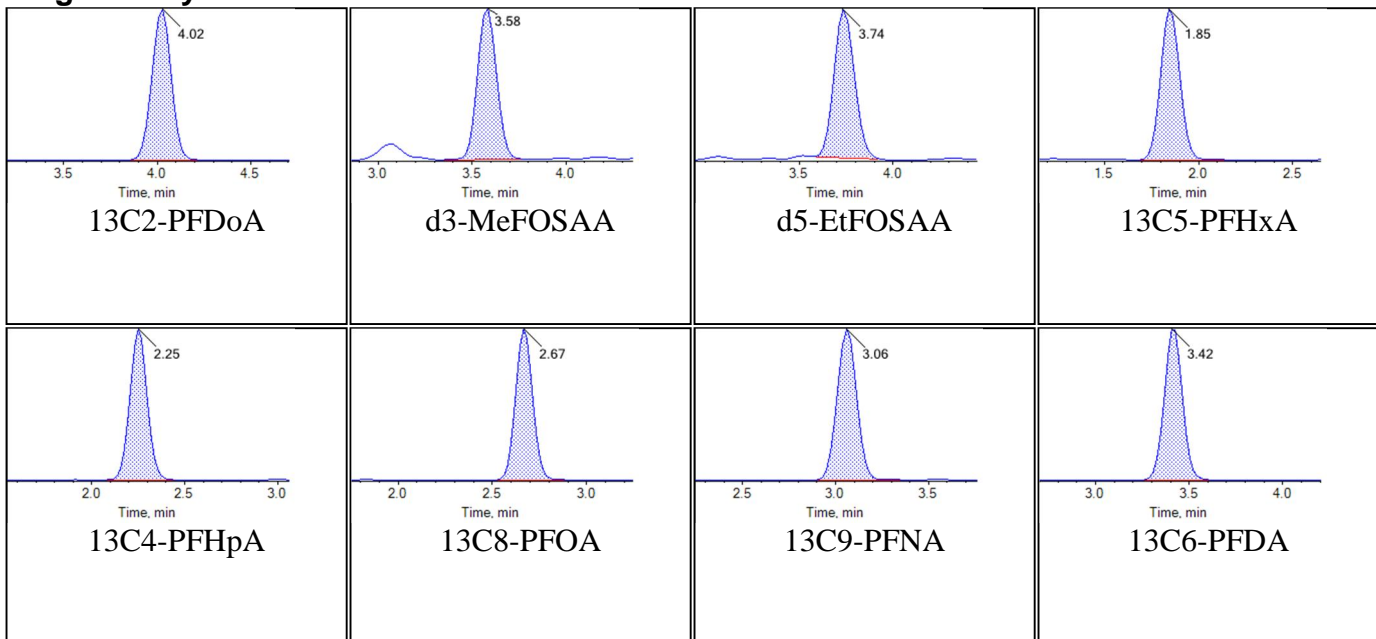 4.02
3.5 4.0 4.5
Time, min
13C2-PFDoA
3.58
3.0 3.5 4.0
Time, min
d3-MeFOSAA
3.74
3.5 4.0
Time, min
d5-EtFOSAA
1.85
1.5 2.0 2.5
Time, min
13C5-PFHxA
2.25
2.0 2.5 3.0
Time, min
13C4-PFHpA
2.67
2.0 3.0
Time, min
13C8-PFOA
3.06
2.5 3.0 3.5
Time, min
13C9-PFNA
3.42
3.0 3.5 4.0
Time, min
13C6-PFDA